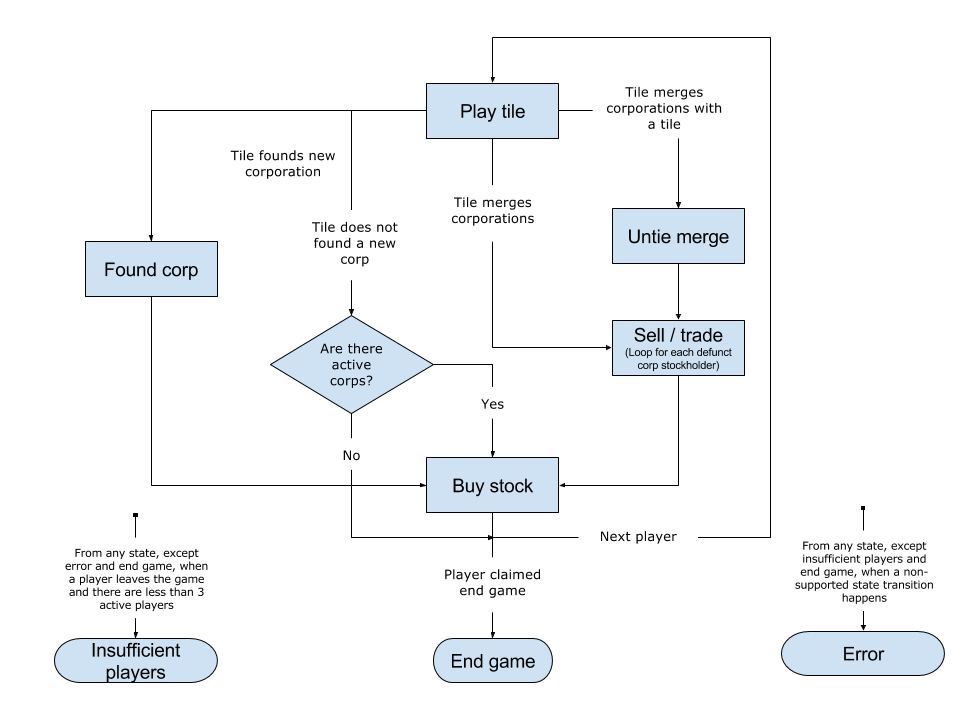 Play tile
Tile merges
corporations with
a tile
Tile founds new
corporation
Tile does not
found a new
corp
Tile merges
corporations
Untie merge
Found corp
Are there
active
corps?
Sell / trade
(Loop for each defunct
corp stockholder)
Yes
No
Buy stock
Next player
From any state, except
error and end game, when
a player leaves the game
and there are less than 3
active players
Player claimed
end game
From any state, except
insufficient players and
end game, when a non-
supported state transition
happens
Insufficient
players
End game
Error